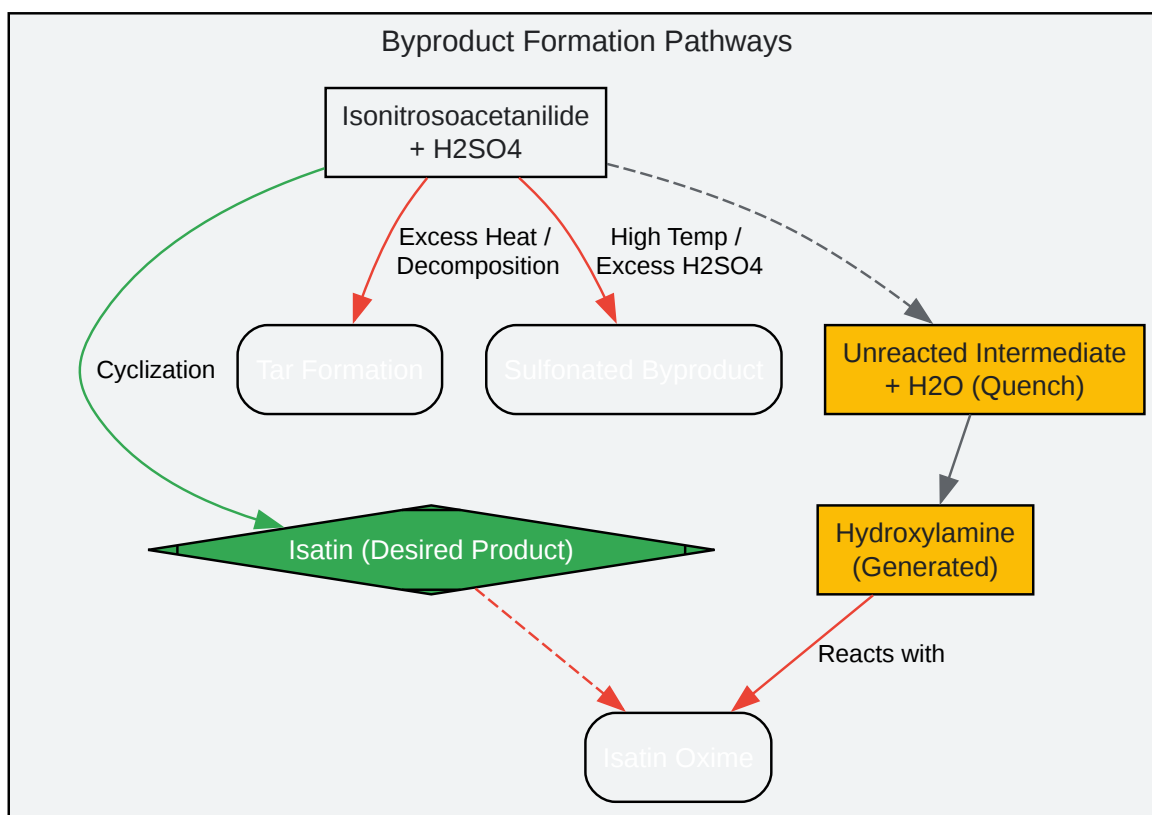 Byproduct Formation Pathways
Isonitrosoacetanilide
+ H2SO4
Excess Heat /
Decomposition
High Temp /
Excess H2SO4
Cyclization
Tar Formation
Sulfonated Byproduct
Unreacted Intermediate
+ H2O (Quench)
Isatin (Desired Product)
Hydroxylamine
(Generated)
Reacts with
Isatin Oxime